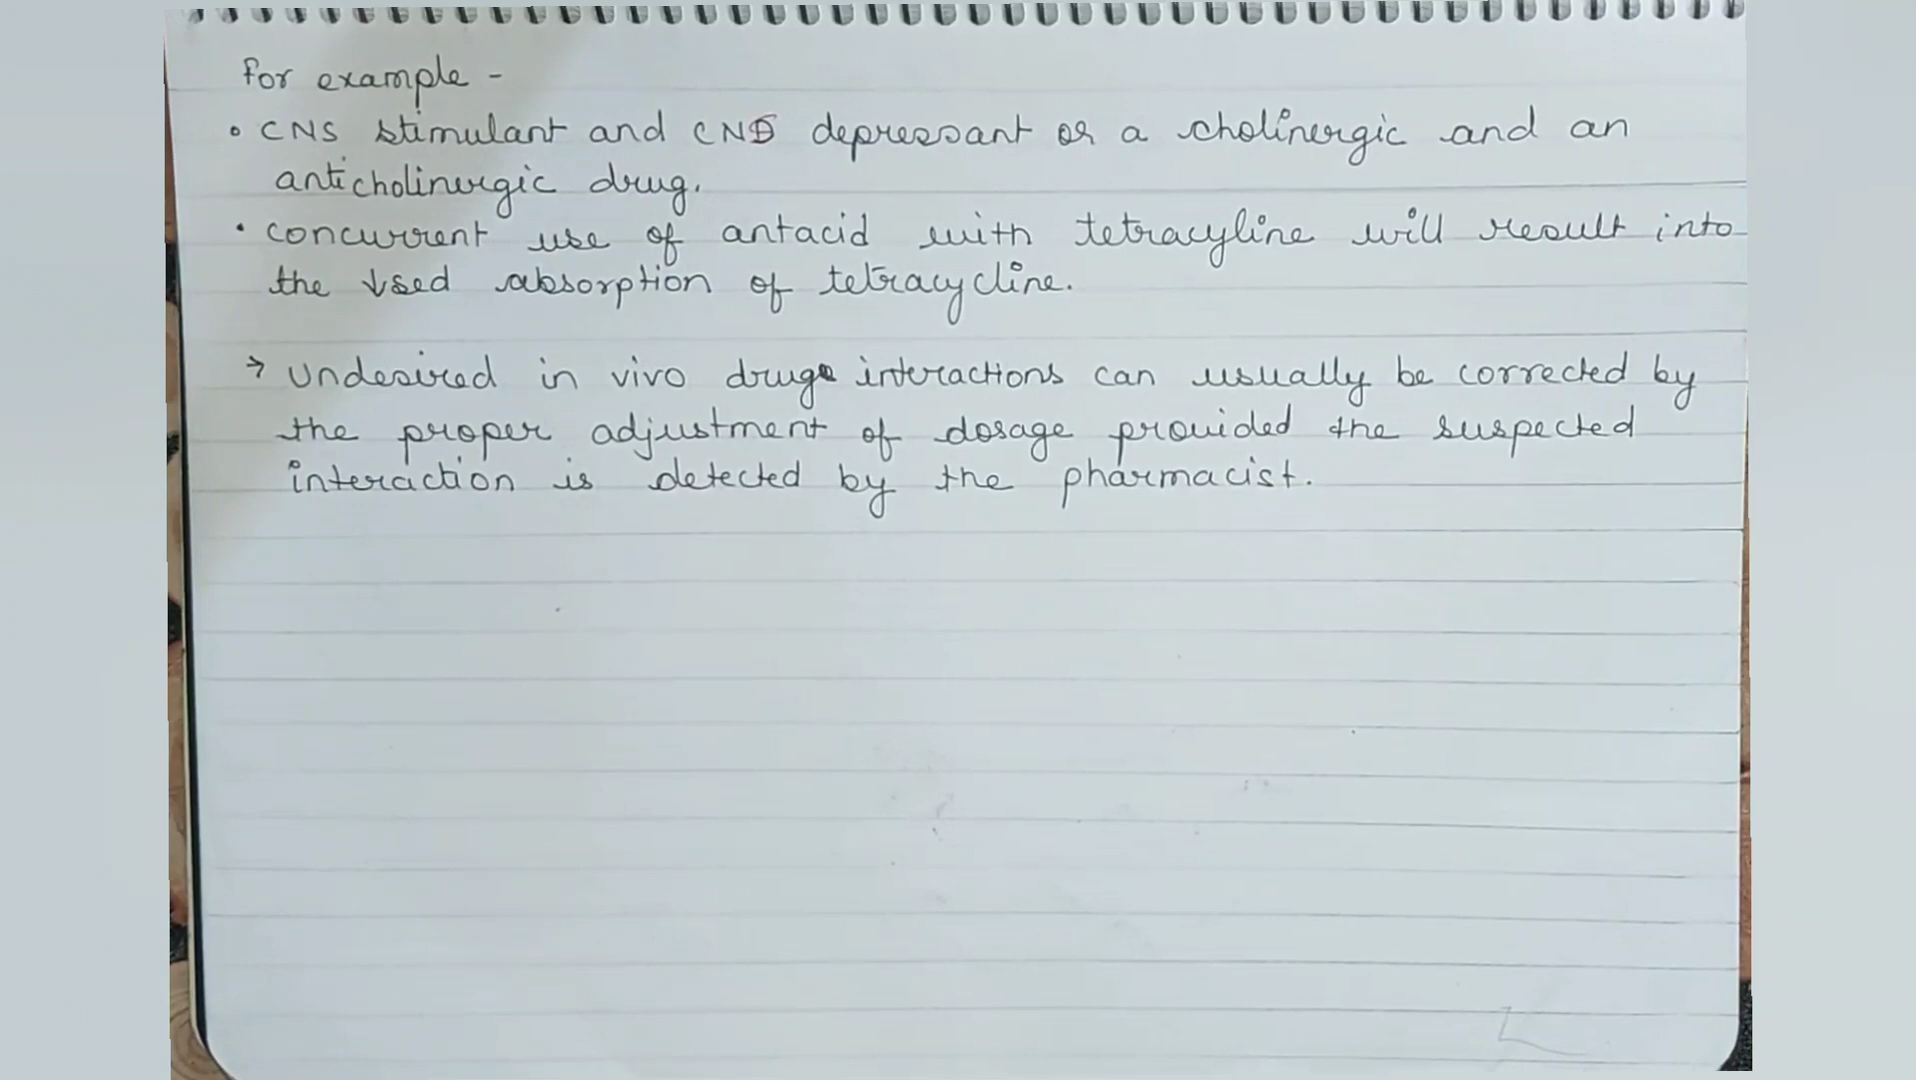 for example -
• CNS stimulant and CNS depressant or a cholinergic and an
anticholinergic drug.
• concurrent use of antacid with tetracyline will result into
the ↓sed absorption of tetracycline.
→ Undesired in vivo drug interactions can usually be corrected by
the proper adjustment of dosage provided the suspected
interaction is detected by the pharmacist.